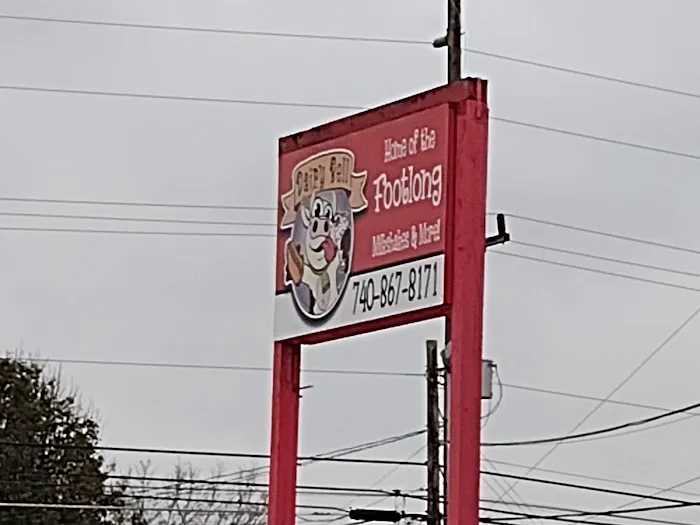 Dairy Bell
Home of the
Footlong
Milkshakes & More!
740-867-8171